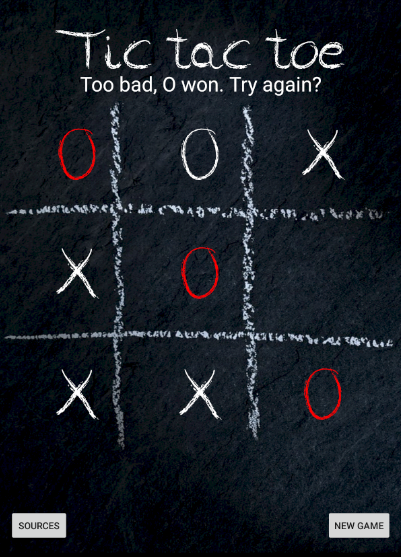 Tic tac toe
Too bad, O won. Try again?
O O X
X O
X X O
SOURCES NEW GAME